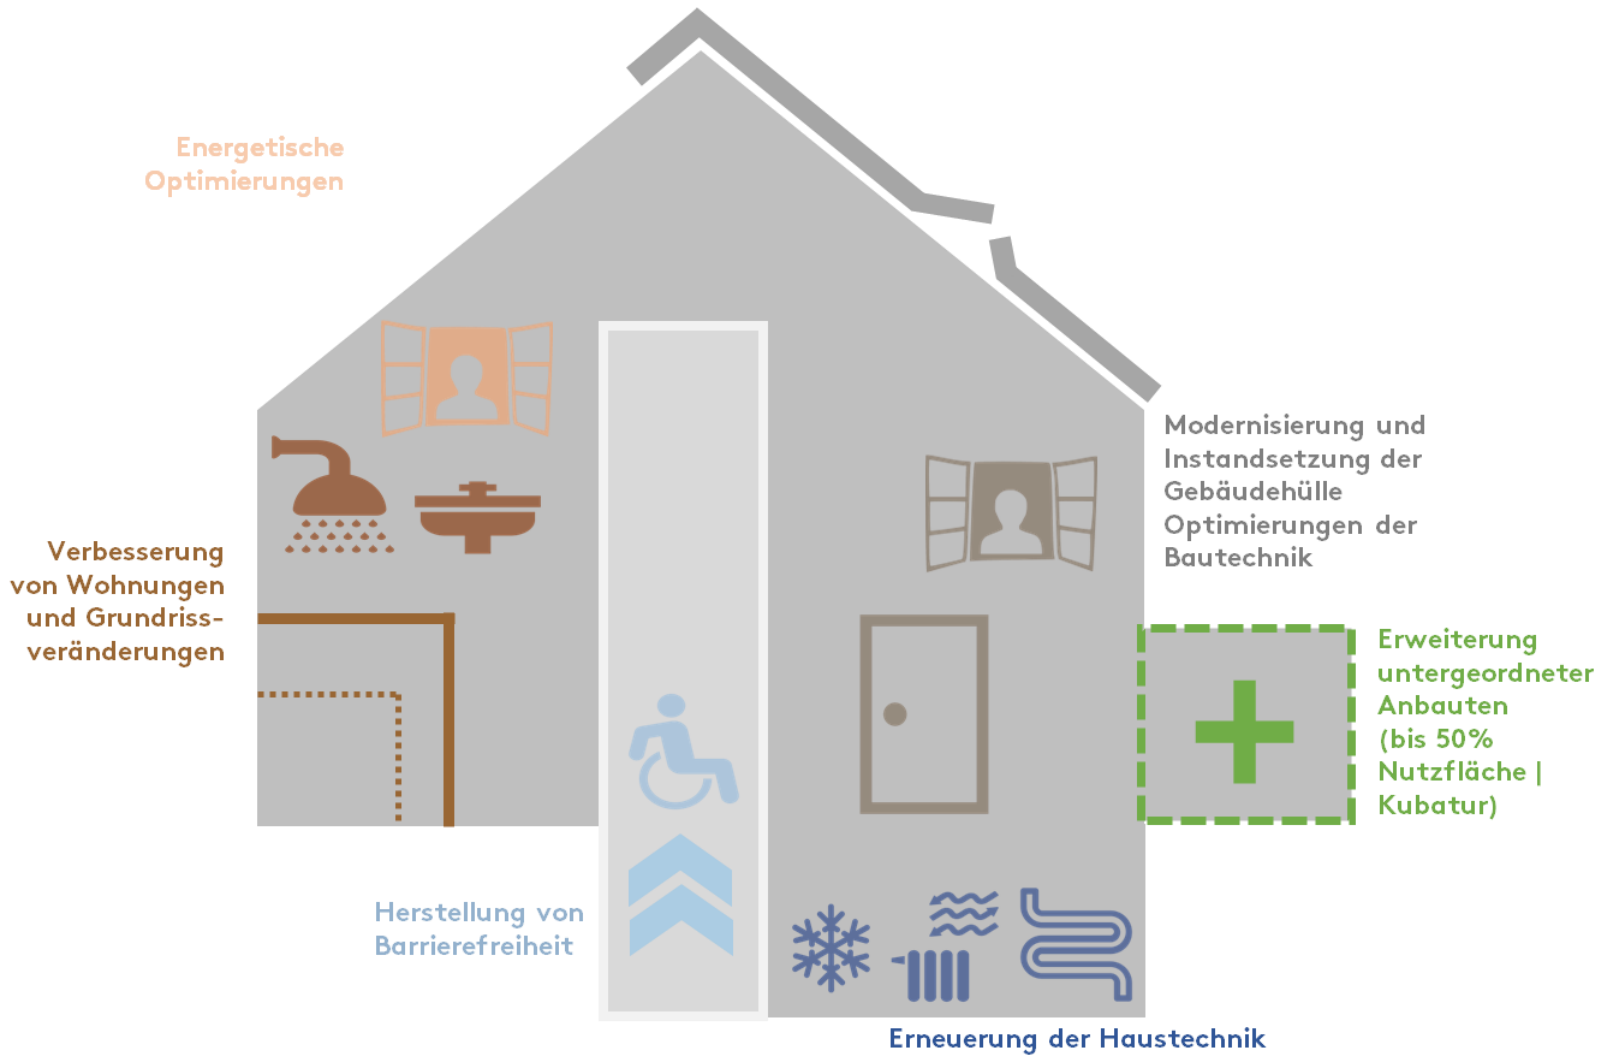 Energetische
Optimierungen
Modernisierung und
Instandsetzung der
Gebäudehülle
Optimierungen der
Bautechnik
Verbesserung
von Wohnungen
und Grundriss-
veränderungen
Erweiterung
untergeordneter
Anbauten
(bis 50%
Nutzfläche |
Kubatur)
Herstellung von
Barrierefreiheit
Erneuerung der Haustechnik